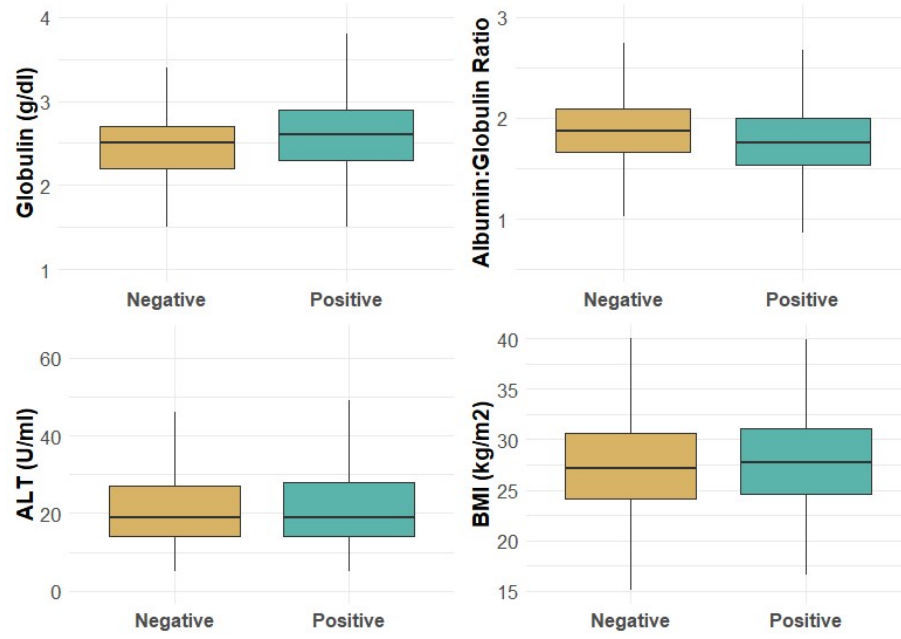 Globulin (g/dl)
4
3
2
1
Negative
Positive
Albumin:Globulin Ratio
3
2
1
Negative
Positive
ALT (U/ml)
60
40
20
0
Negative
Positive
BMI (kg/m2)
40
35
30
25
20
15
Negative
Positive